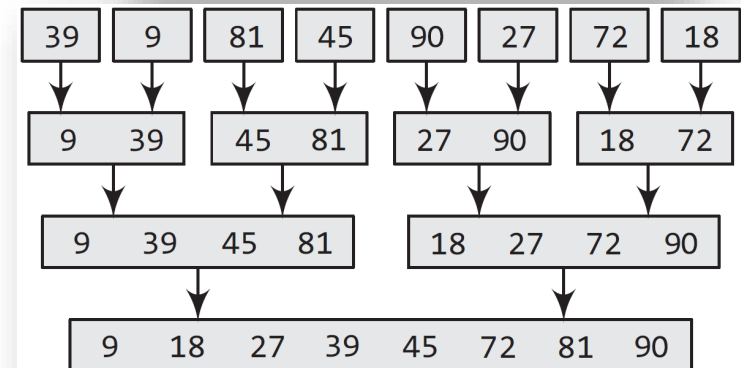 39 9 81 45 90 27 72 18
9 39 45 81 27 90 18 72
9 39 45 81 18 27 72 90
9 18 27 39 45 72 81 90